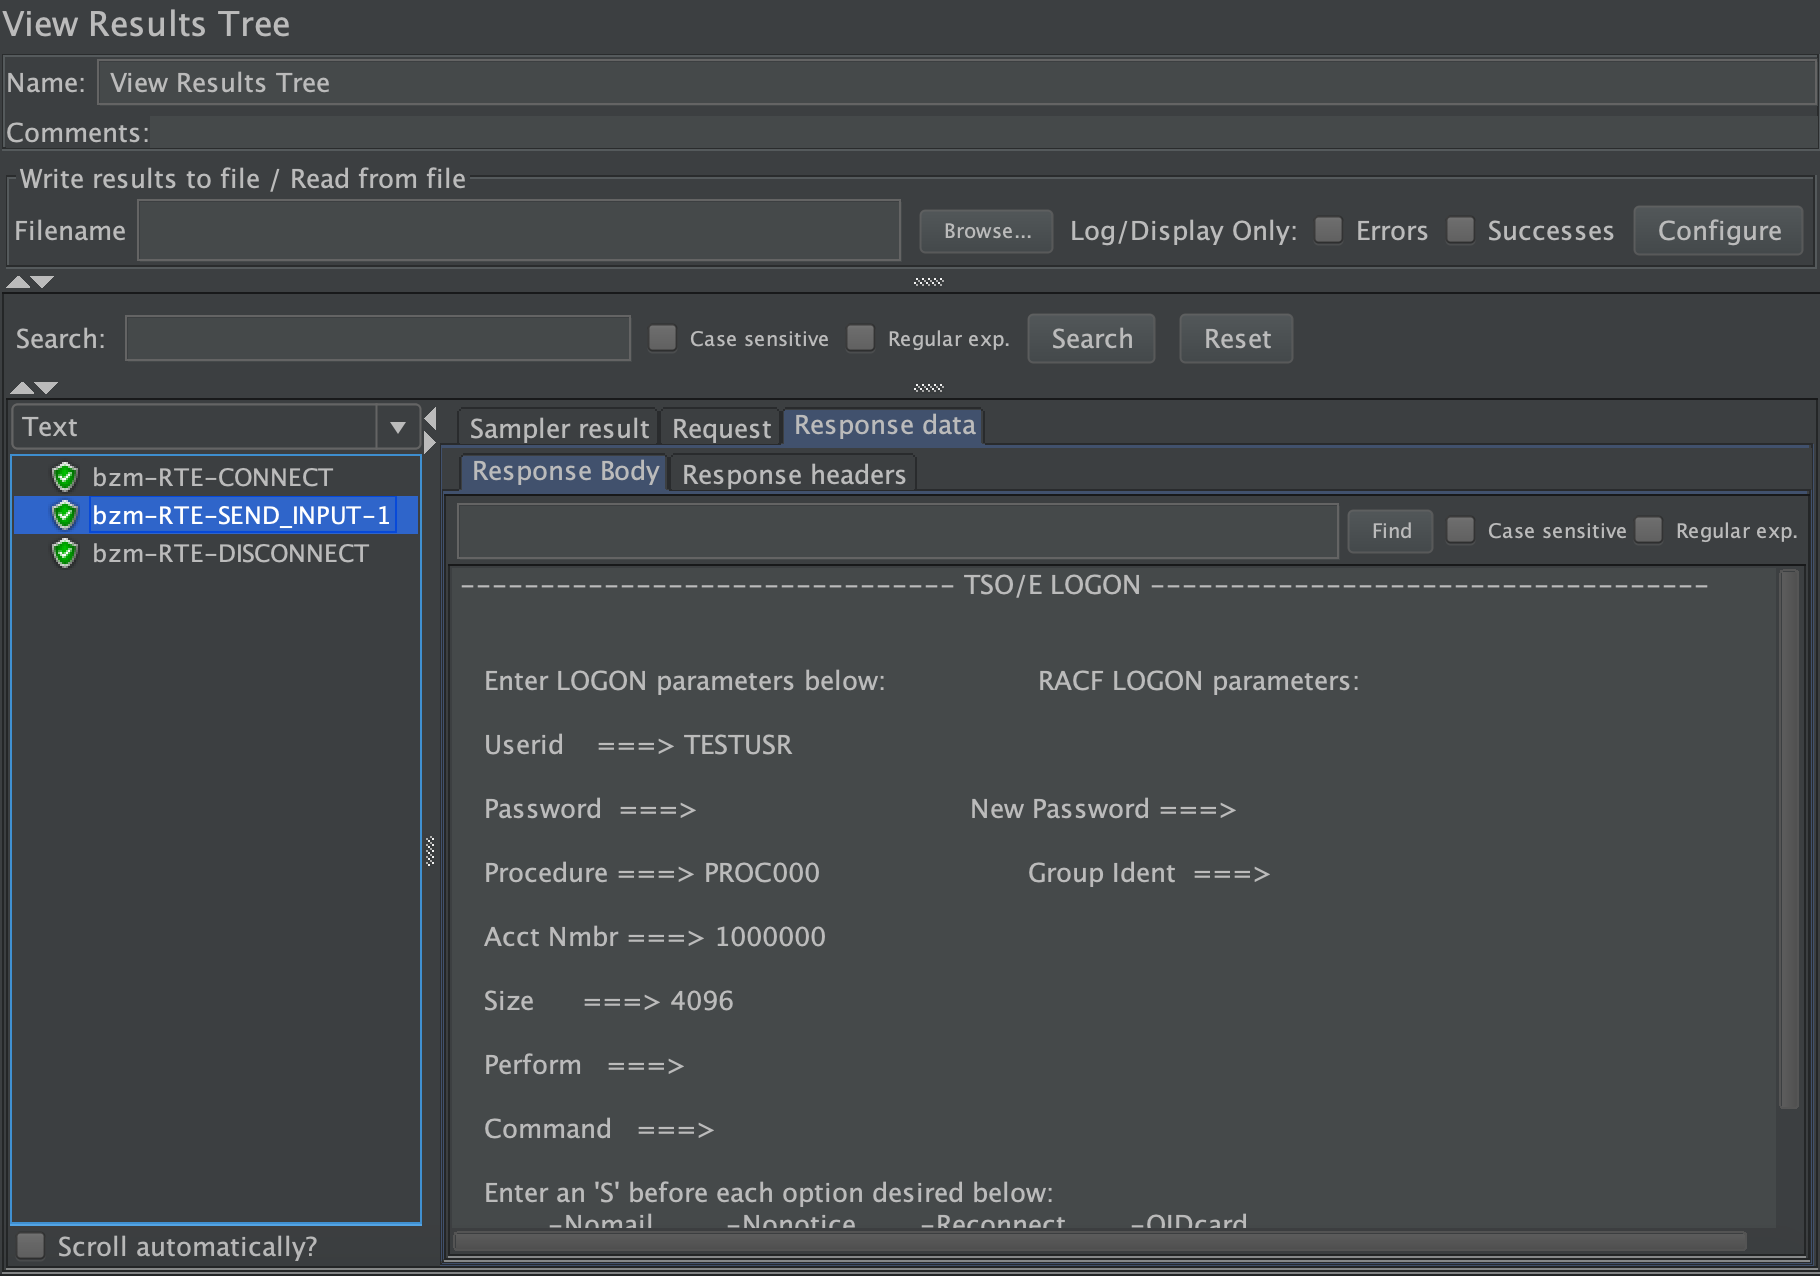 View Results Tree
Name: View Results Tree
Comments:
Write results to file / Read from file
Filename Browse... Log/Display Only: Errors Successes Configure
Search: Case sensitive Regular exp. Search Reset
Text
bzm-RTE-CONNECT
bzm-RTE-SEND_INPUT-1
bzm-RTE-DISCONNECT
Scroll automatically?
Sampler result Request Response data
Response Body Response headers
Find Case sensitive Regular exp.
------------------------------- TSO/E LOGON -----------------------------------
Enter LOGON parameters below: RACF LOGON parameters:
Userid ===> TESTUSR
Password ===> New Password ===>
Procedure ===> PROC000 Group Ident ===>
Acct Nmbr ===> 1000000
Size ===> 4096
Perform ===>
Command ===>
Enter an 'S' before each option desired below:
-Nomail -Nonotice -Reconnect -OIDcard